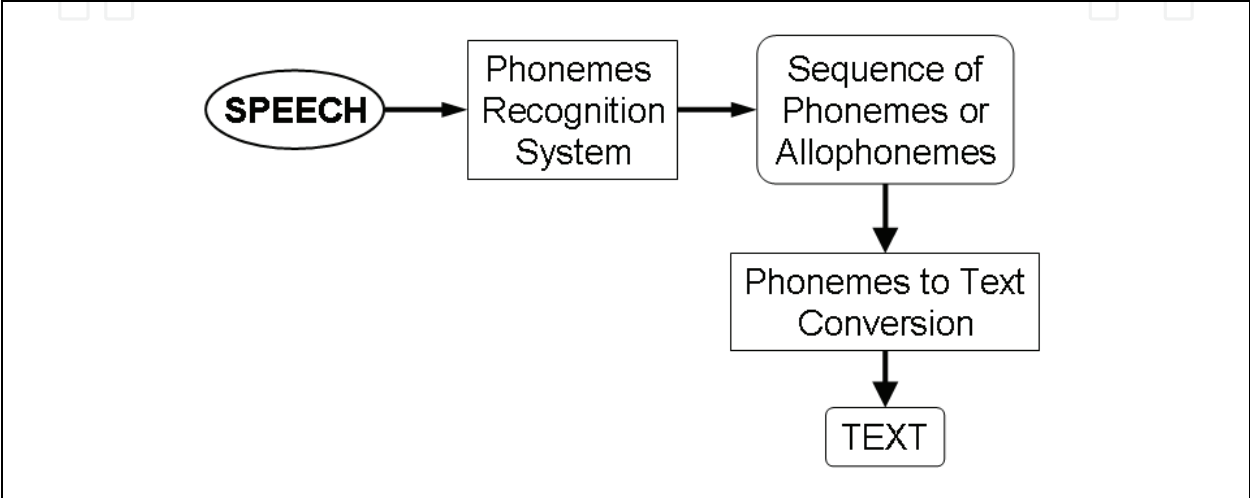 SPEECH
Phonemes
Recognition
System
Sequence of
Phonemes or
Allophonemes
Phonemes to Text
Conversion
TEXT